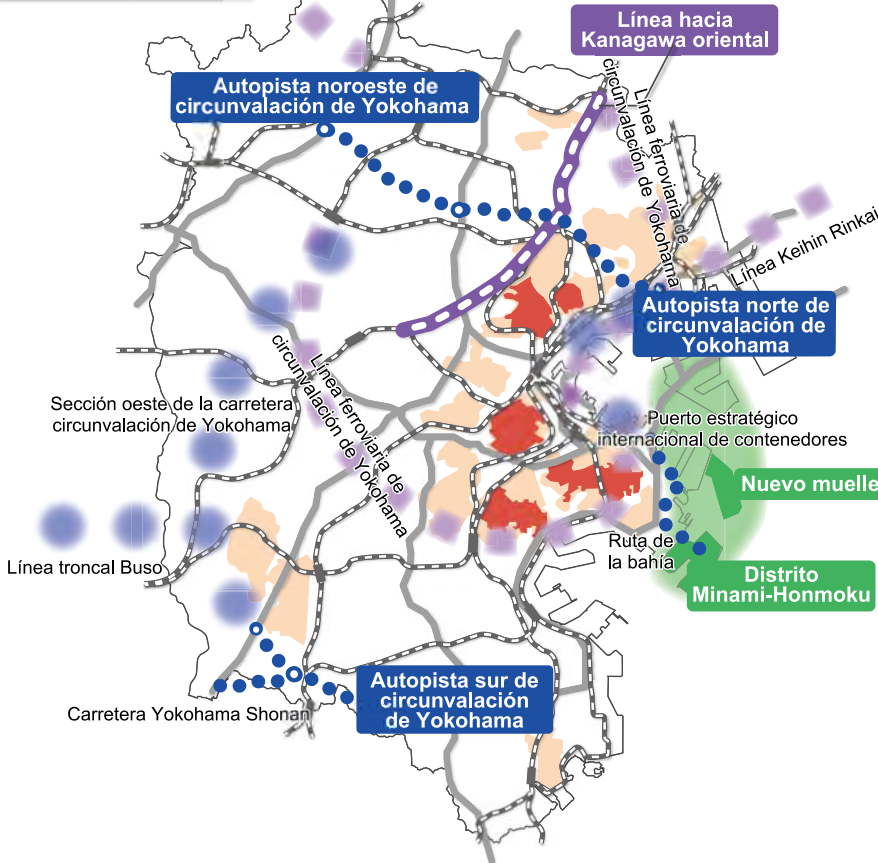 Línea hacia
Kanagawa oriental
Autopista noroeste de
circunvalación de Yokohama
Línea ferroviaria de
circunvalación de Yokohama
Línea Keihin Rinkai
Autopista norte de
circunvalación de
Yokohama
Línea ferroviaria de
circunvalación de Yokohama
Sección oeste de la carretera
circunvalación de Yokohama
Puerto estratégico
internacional de contenedores
Nuevo muelle
Ruta de
la bahía
Línea troncal Buso
Distrito
Minami-Honmoku
Autopista sur de
circunvalación
de Yokohama
Carretera Yokohama Shonan